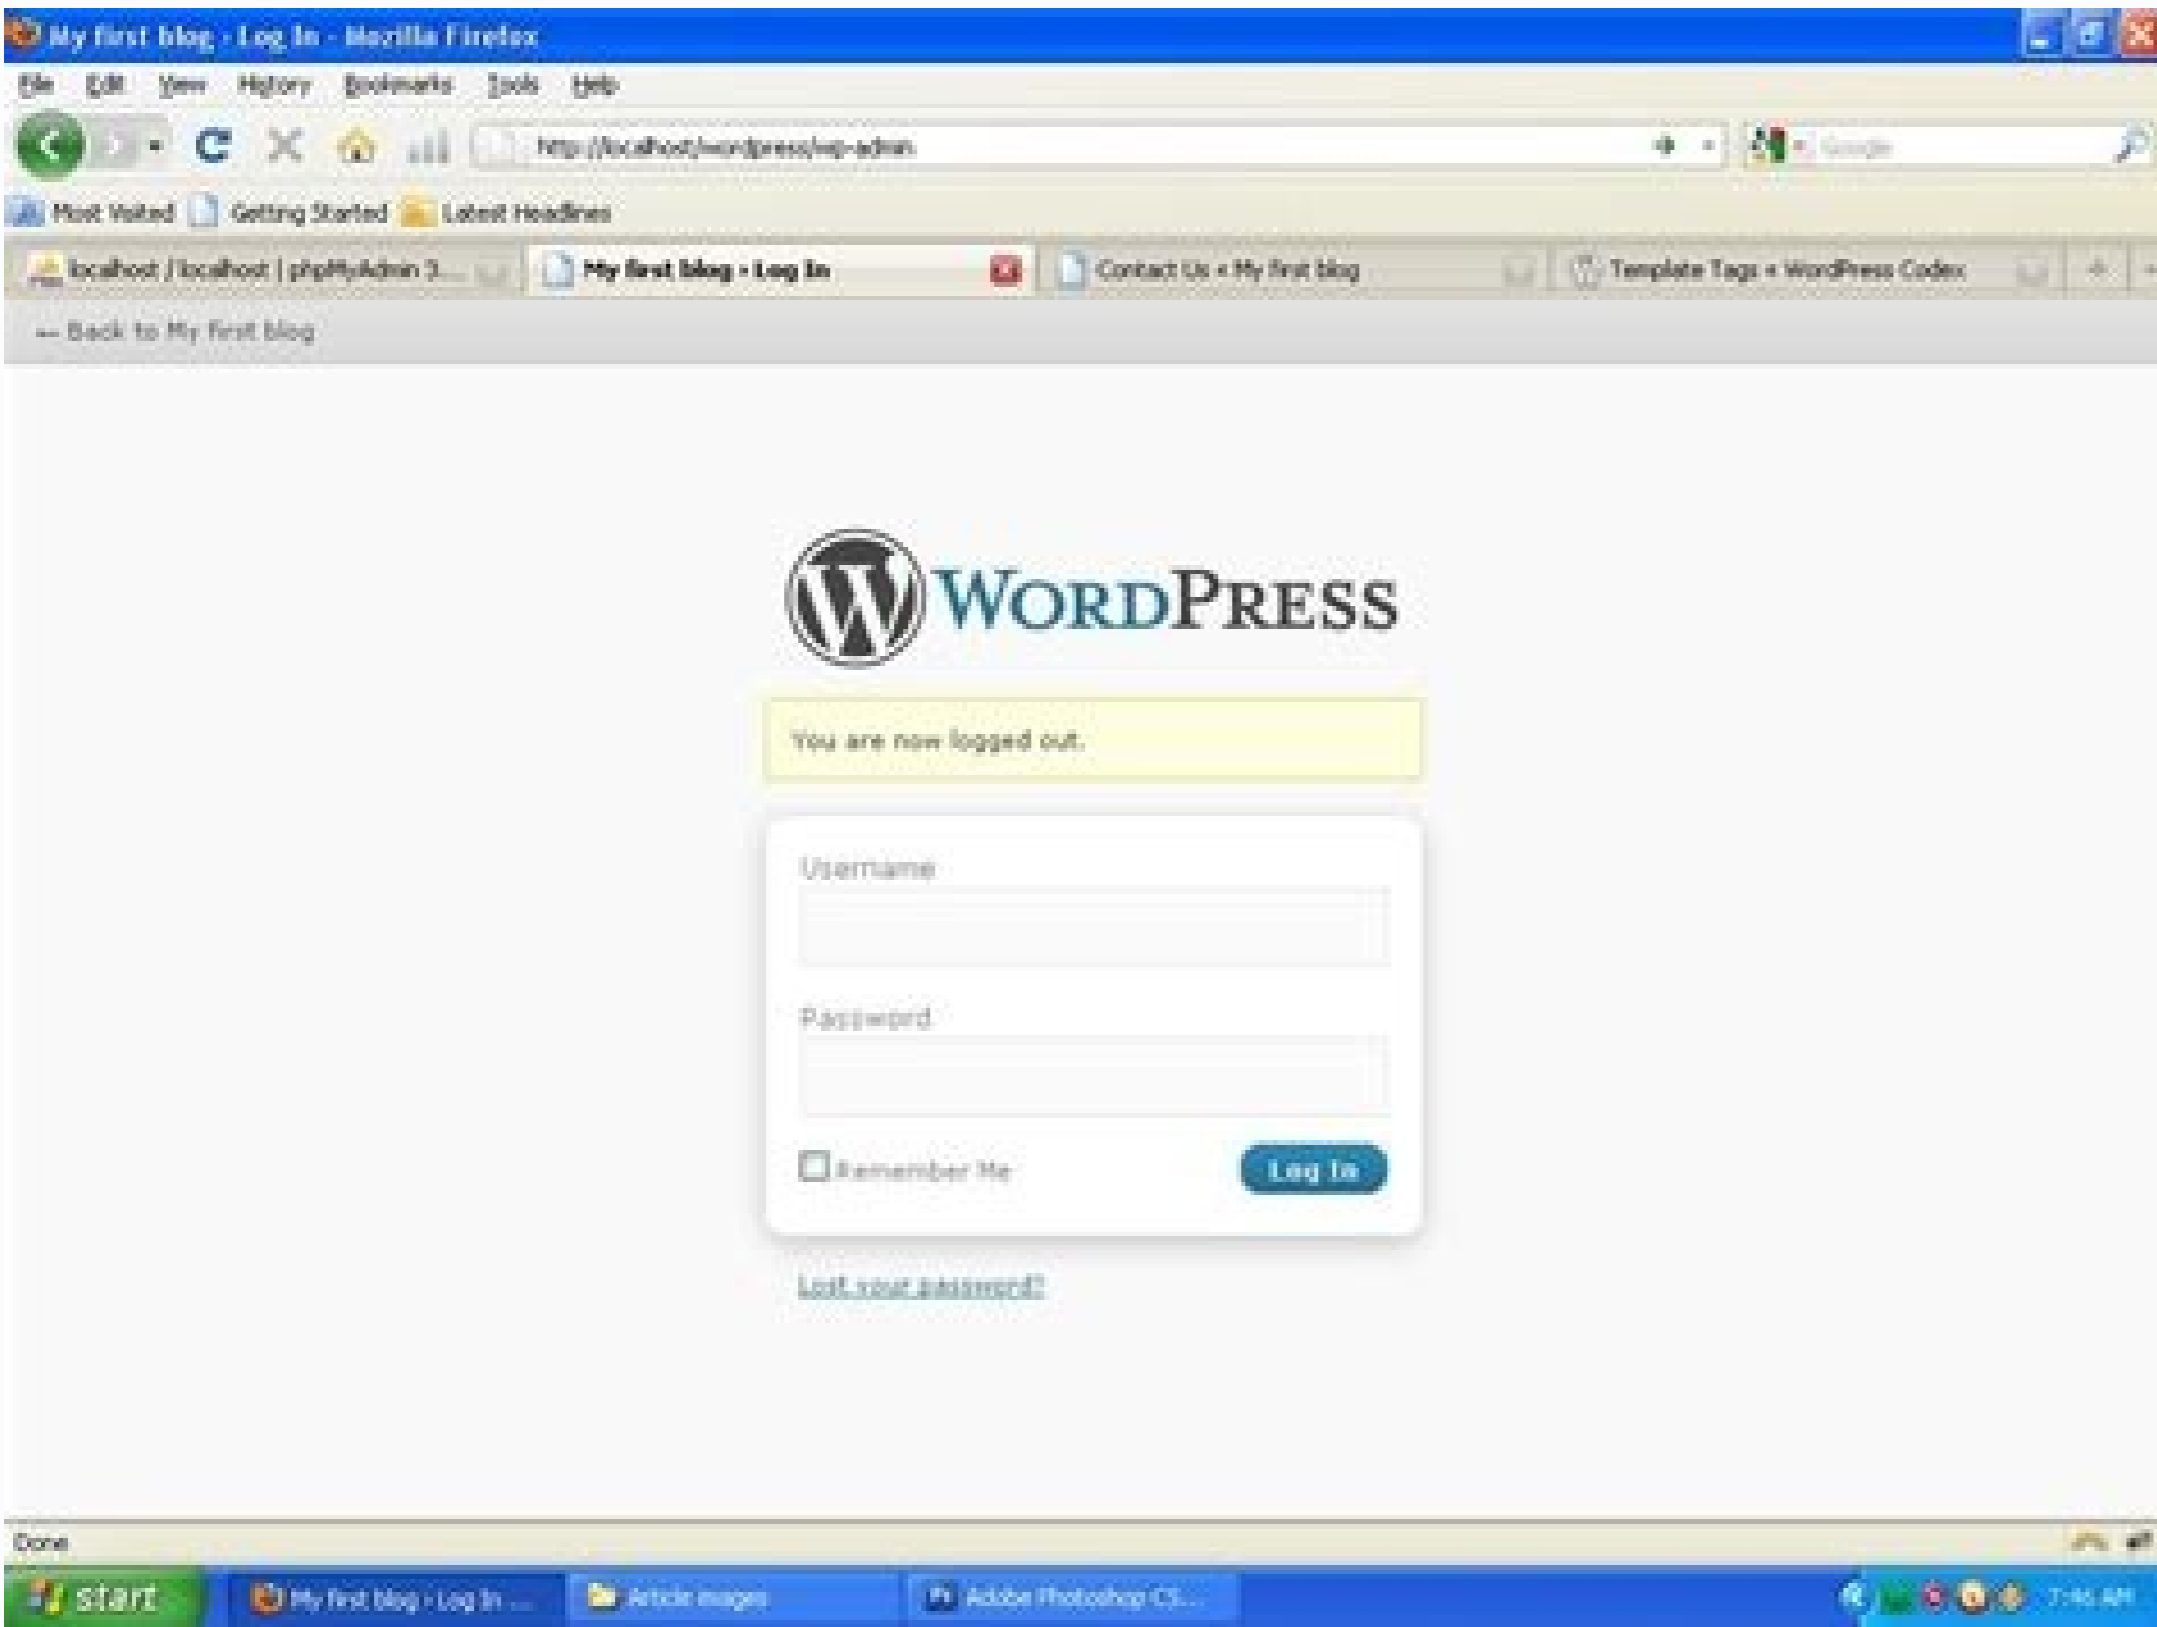 My first blog › Log In - Mozilla Firefox
File Edit View History Bookmarks Tools Help
http://localhost/wordpress/wp-admin
Google
Most Visited Getting Started Latest Headlines
localhost / localhost | phpMyAdmin 3.... My first blog › Log In Contact Us « My first blog Template Tags « WordPress Codex
← Back to My first blog
WORDPRESS
You are now logged out.
Username
Password
Remember Me Log In
Lost your password?
Done
start My first blog › Log In ... Article images Adobe Photoshop CS... 7:46 AM